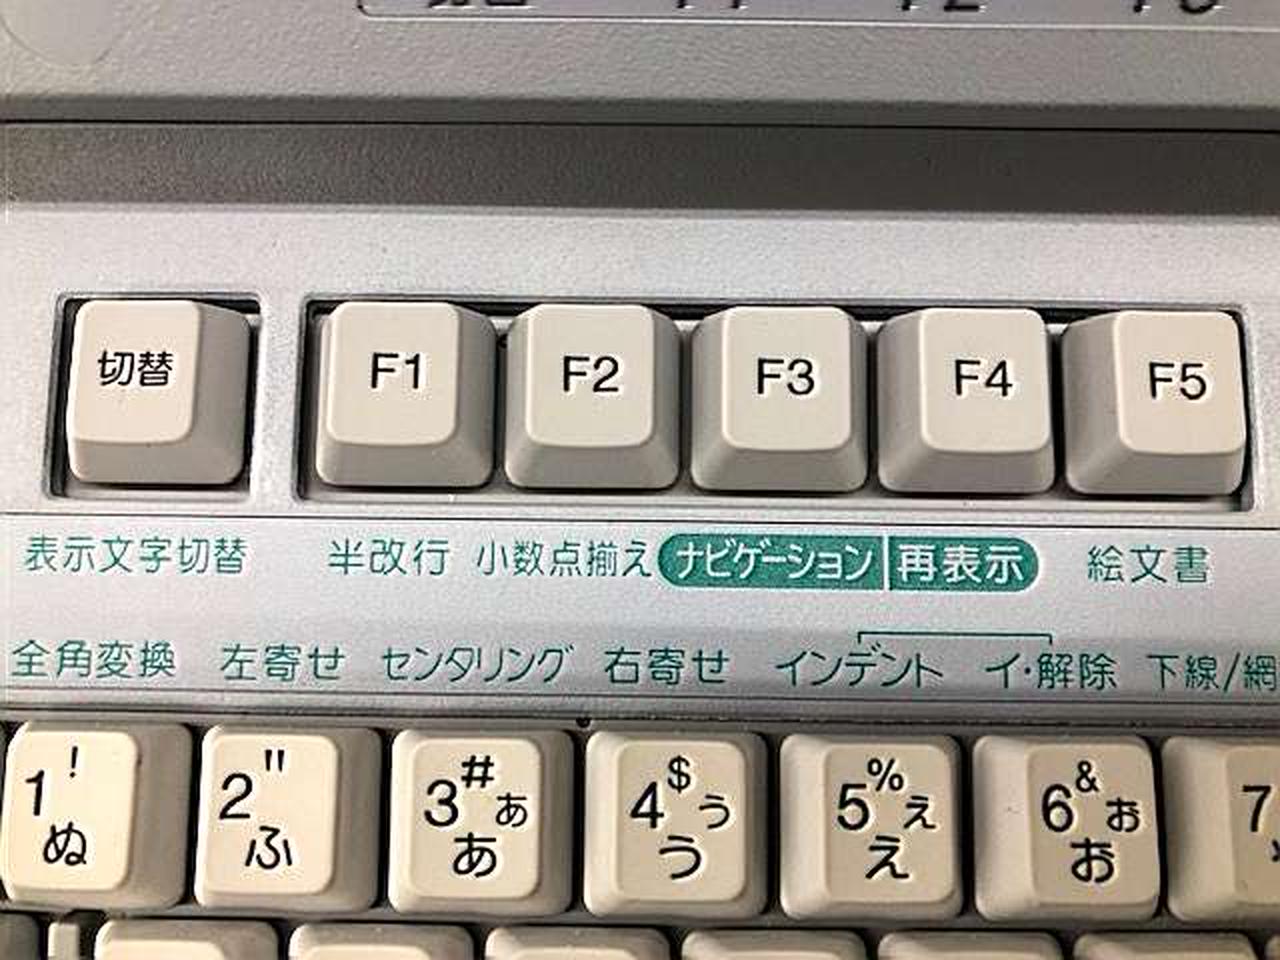 切替 F1 F2 F3 F4 F5
表示文字切替 半改行 小数点揃え ナビゲーション 再表示 絵文書
全角変換 左寄せ センタリング 右寄せ インデント イ・解除 下線/網
1 ! ぬ
2 " ふ
3 # ぁ あ
4 $ ぅ う
5 % ぇ え
6 & ぉ お
7